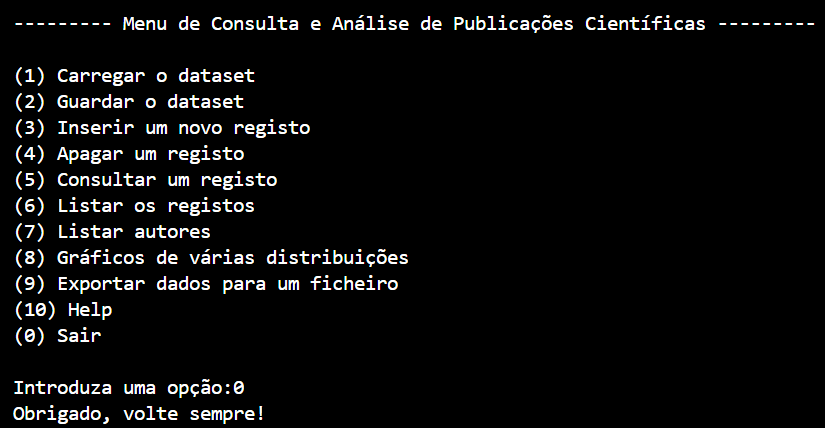 --------- Menu de Consulta e Análise de Publicações Científicas ---------
(1) Carregar o dataset
(2) Guardar o dataset
(3) Inserir um novo registo
(4) Apagar um registo
(5) Consultar um registo
(6) Listar os registos
(7) Listar autores
(8) Gráficos de várias distribuições
(9) Exportar dados para um ficheiro
(10) Help
(0) Sair
Introduza uma opção:0
Obrigado, volte sempre!